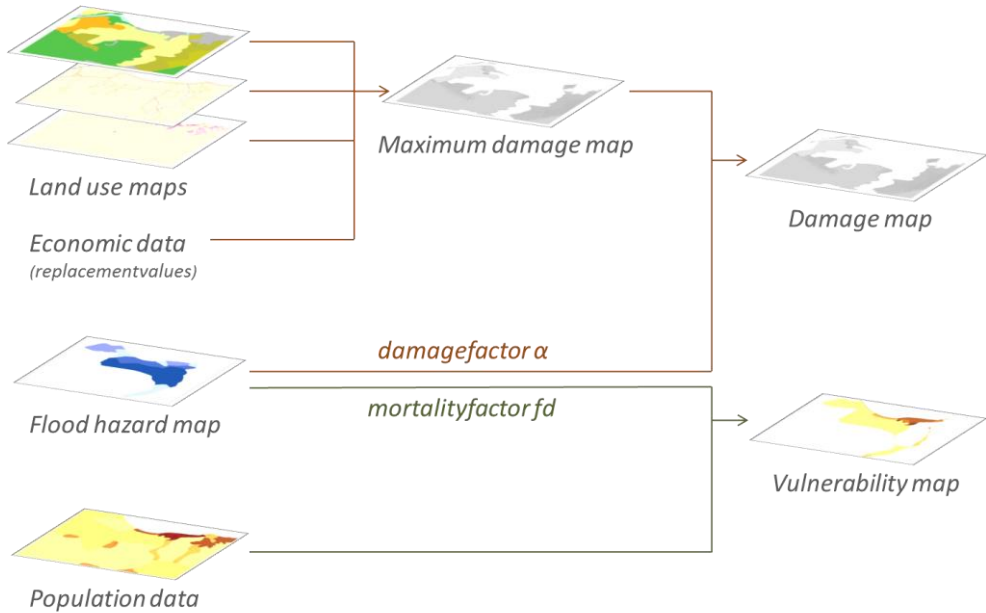 Maximum damage map
Land use maps
Damage map
Economic data
(replacementvalues)
damagefactor α
mortalityfactor fd
Flood hazard map
Vulnerability map
Population data